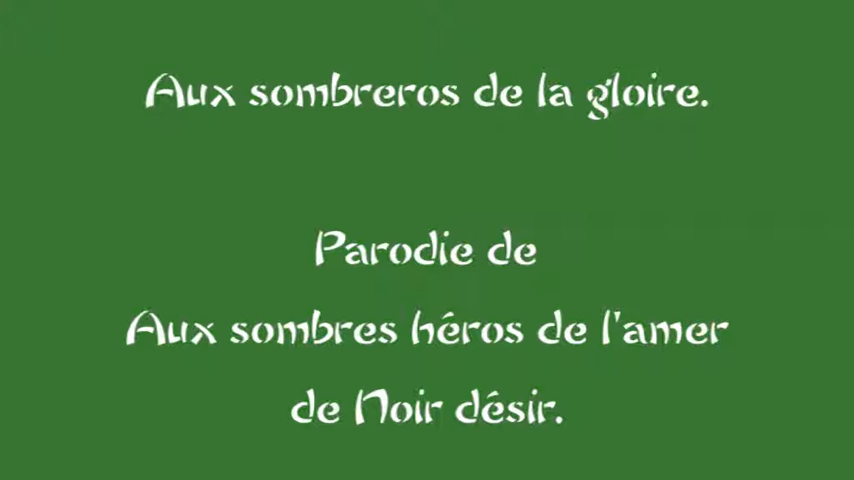 Aux sombreros de la gloire.
Parodie de
Aux sombres héros de l'amer
de Noir désir.